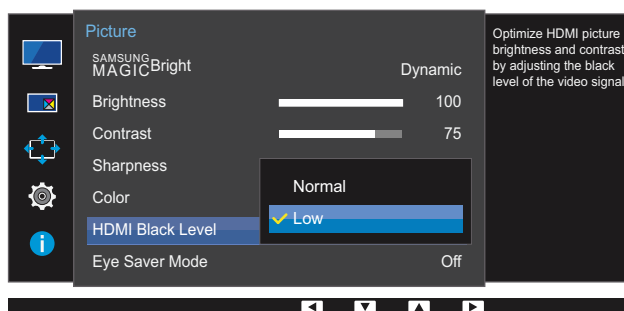 Picture
SAMSUNG
MAGICBright Dynamic
Brightness 100
Contrast 75
Sharpness
Color
HDMI Black Level
Eye Saver Mode Off
Normal
Low
Optimize HDMI picture
brightness and contrast
by adjusting the black
level of the video signal